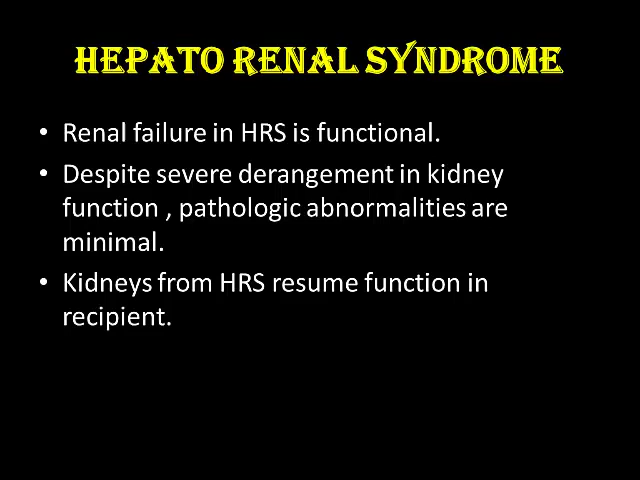 HEPATO RENAL SYNDROME
• Renal failure in HRS is functional.
• Despite severe derangement in kidney
function , pathologic abnormalities are
minimal.
• Kidneys from HRS resume function in
recipient.